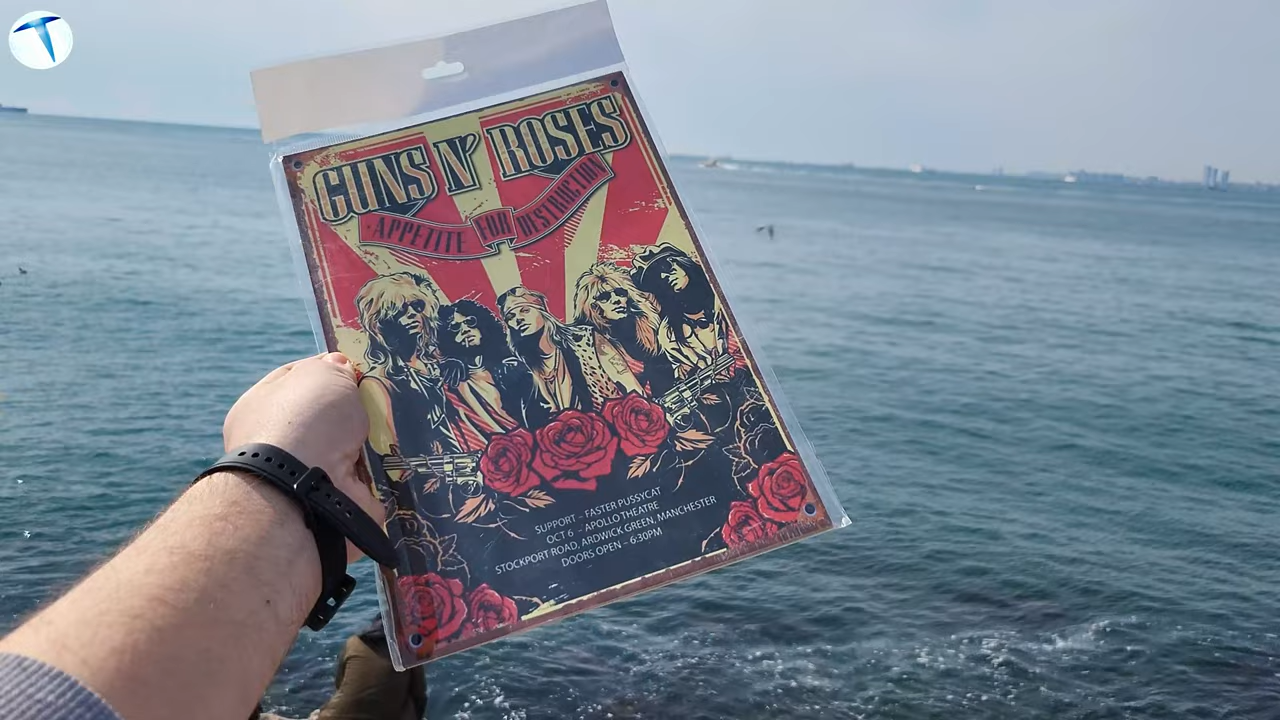 GUNS N' ROSES
APPETITE FOR DESTRUCTION
SUPPORT – FASTER PUSSYCAT
OCT 6 – APOLLO THEATRE
STOCKPORT ROAD, ARDWICK GREEN, MANCHESTER
DOORS OPEN – 6:30PM